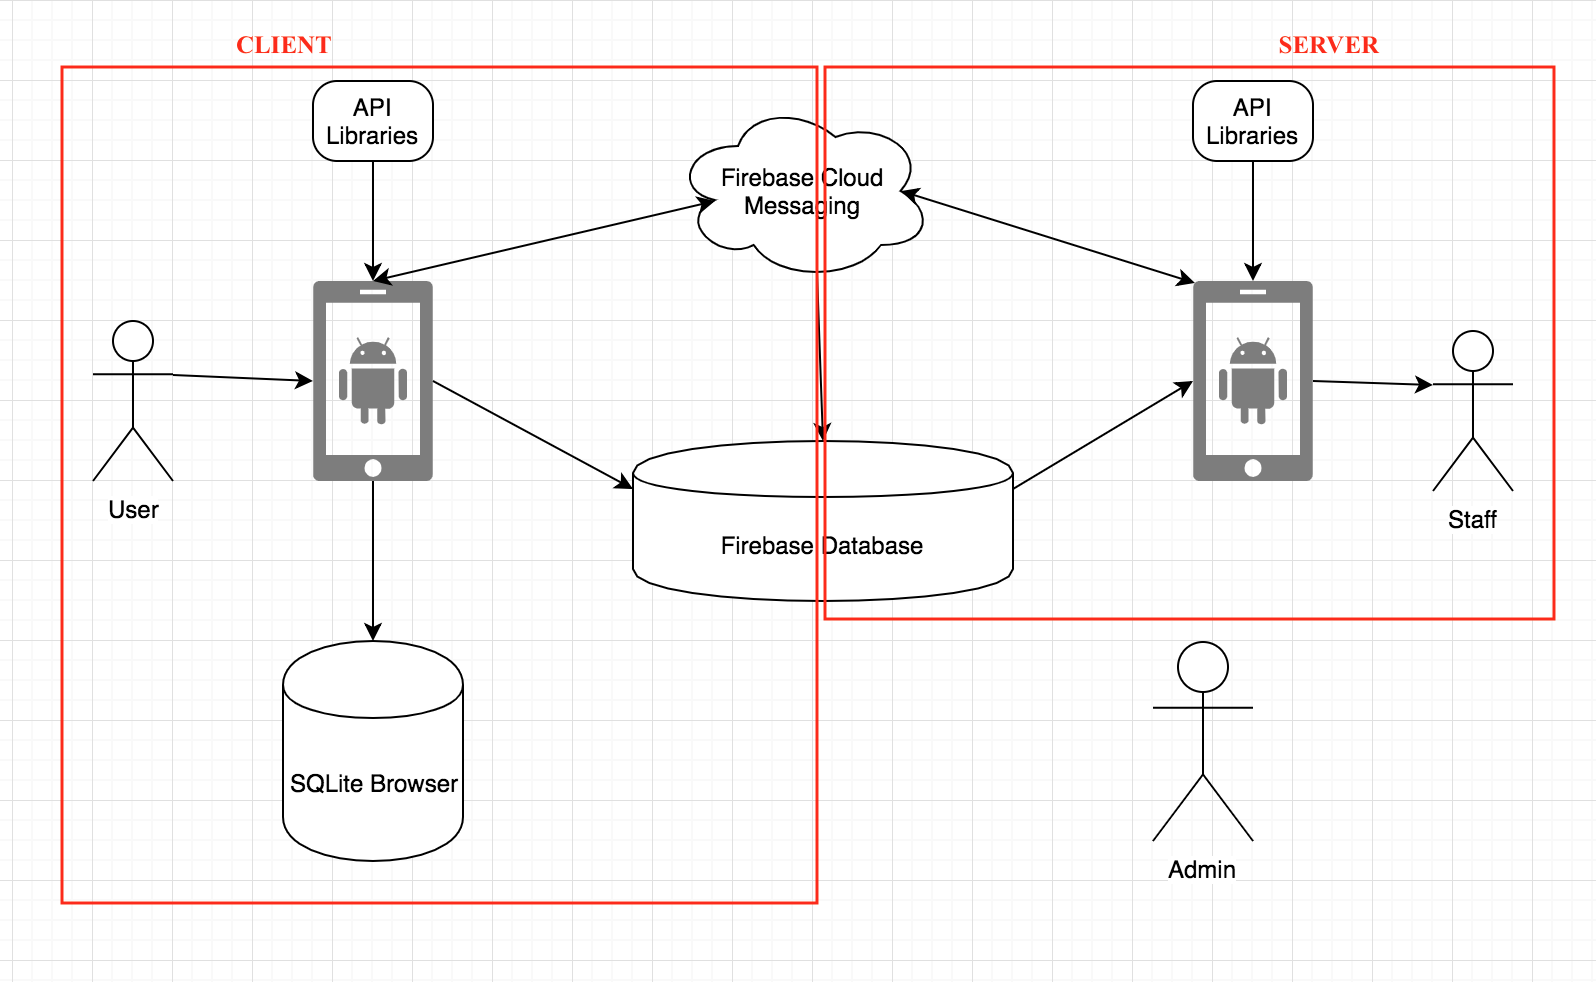 CLIENT
SERVER
API
Libraries
API
Libraries
Firebase Cloud
Messaging
User
Staff
Firebase Database
SQLite Browser
Admin